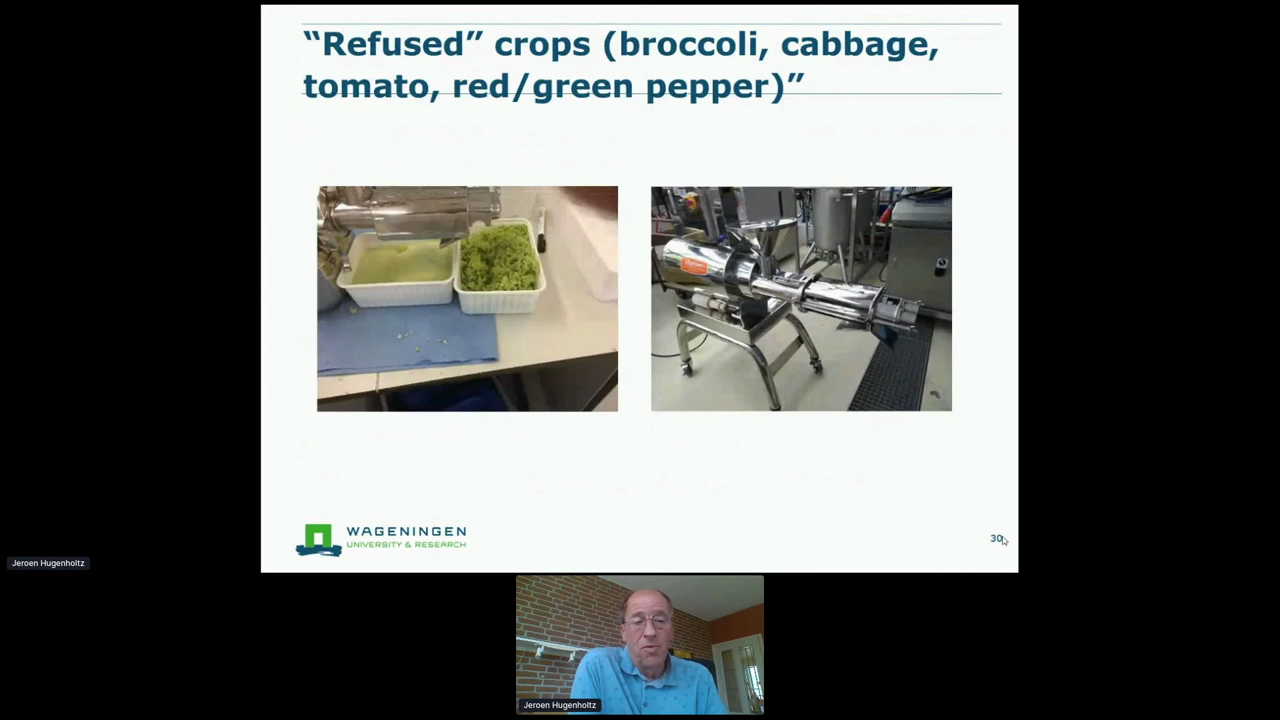 “Refused” crops (broccoli, cabbage,
tomato, red/green pepper)”
WAGENINGEN
UNIVERSITY & RESEARCH
30
Jeroen Hugenholtz
Jeroen Hugenholtz